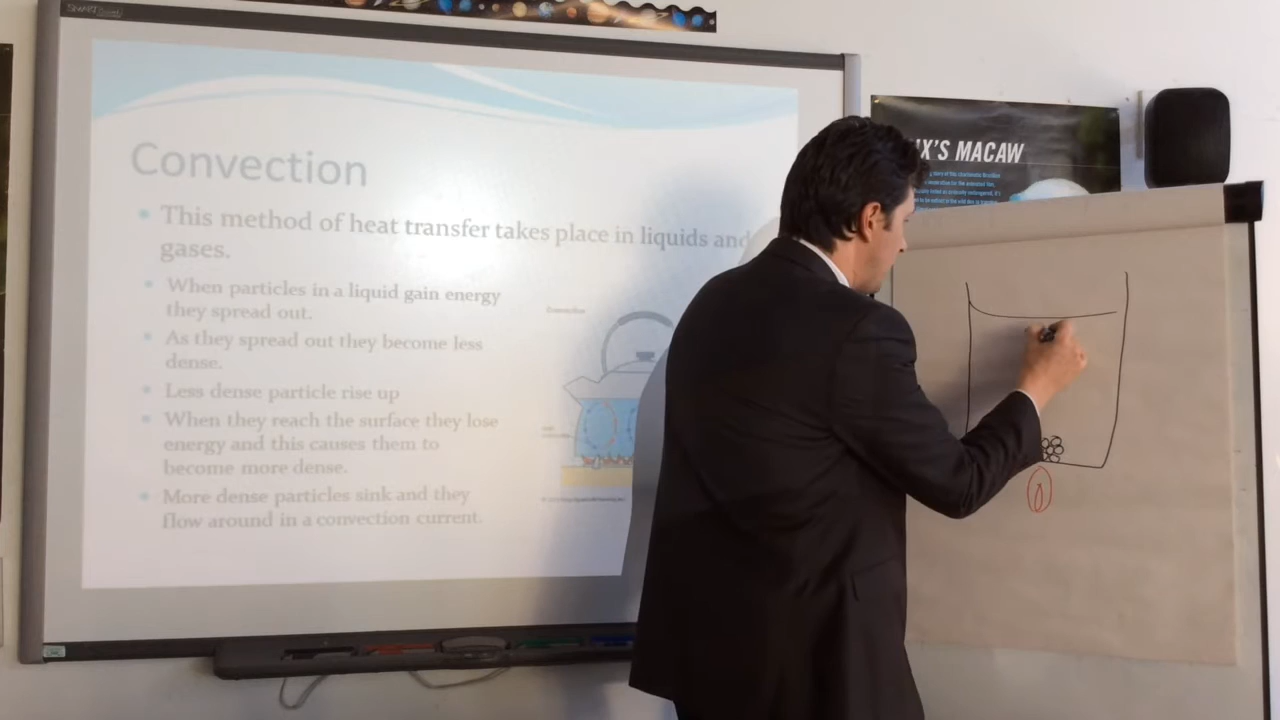 SMART
Convection
This method of heat transfer takes place in liquids and
gases.
When particles in a liquid gain energy
they spread out.
As they spread out they become less
dense.
Less dense particle rise up
When they reach the surface they lose
energy and this causes them to
become more dense.
More dense particles sink and they
flow around in a convection current.
Convection
IX'S MACAW